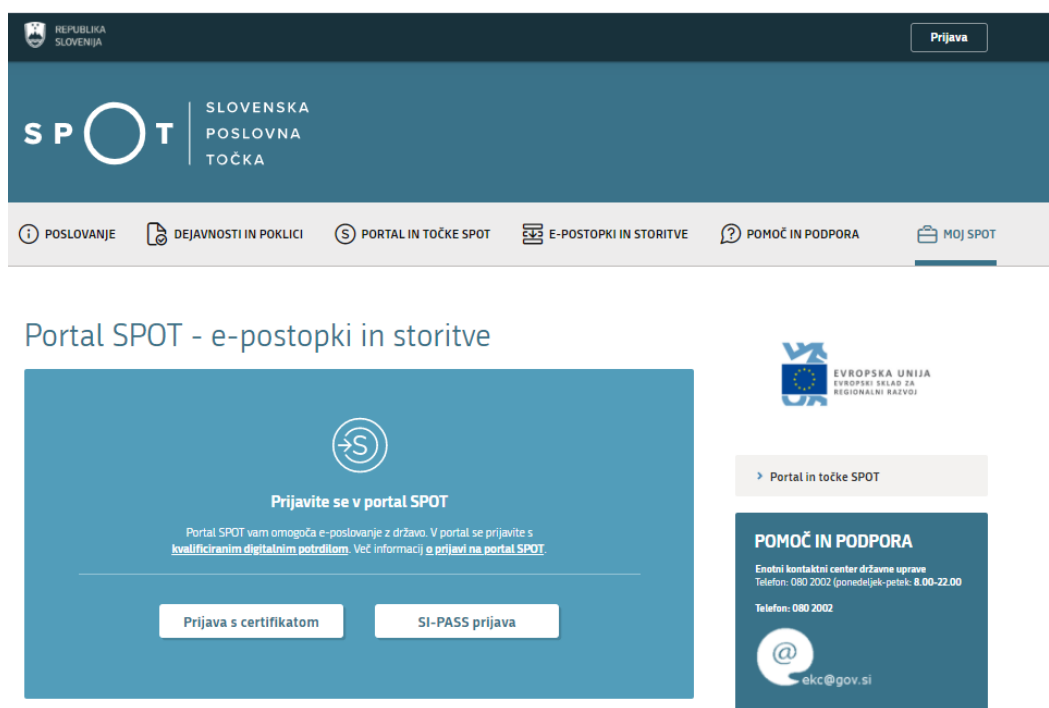 REPUBLIKA
SLOVENIJA
Prijava
SPOT
SLOVENSKA
POSLOVNA
TOČKA
POSLOVANJE
DEJAVNOSTI IN POKLICI
PORTAL IN TOČKE SPOT
E-POSTOPKI IN STORITVE
POMOČ IN PODPORA
MOJ SPOT
Portal SPOT - e-postopki in storitve
S
Prijavite se v portal SPOT
Portal SPOT vam omogoča e-poslovanje z državo. V portal se prijavite s
kvalificiranim digitalnim potrdilom. Več informacij o prijavi na portal SPOT.
Prijava s certifikatom
SI-PASS prijava
EVROPSKA UNIJA
EVROPSKI SKLAD ZA
REGIONALNI RAZVOJ
Portal in točke SPOT
POMOČ IN PODPORA
Enotni kontaktni center državne uprave
Telefon: 080 2002 (ponedeljek-petek: 8.00-22.00
Telefon: 080 2002
@
ekc@gov.si